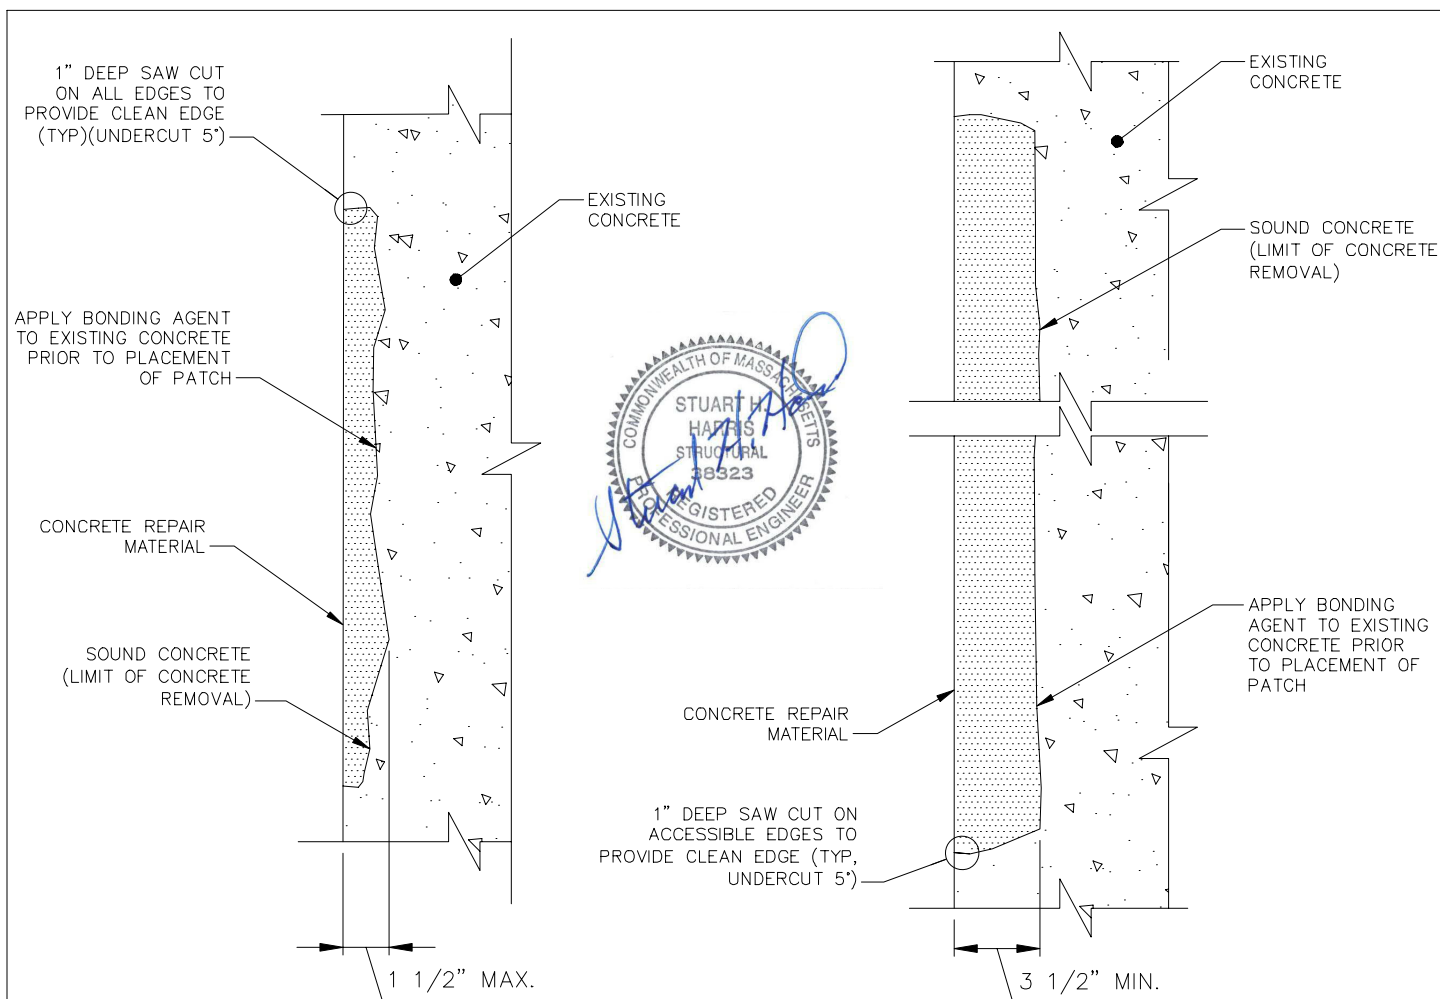 1” DEEP SAW CUT
ON ALL EDGES TO
PROVIDE CLEAN EDGE
(TYP)(UNDERCUT 5°)
EXISTING
CONCRETE
APPLY BONDING AGENT
TO EXISTING CONCRETE
PRIOR TO PLACEMENT
OF PATCH
CONCRETE REPAIR
MATERIAL
SOUND CONCRETE
(LIMIT OF CONCRETE
REMOVAL)
1 1/2” MAX.
COMMONWEALTH OF MASSACHUSETTS
STUART H.
HARRIS
STRUCTURAL
38323
REGISTERED
PROFESSIONAL ENGINEER
Stuart H. Harris
EXISTING
CONCRETE
SOUND CONCRETE
(LIMIT OF CONCRETE
REMOVAL)
APPLY BONDING
AGENT TO EXISTING
CONCRETE PRIOR
TO PLACEMENT OF
PATCH
CONCRETE REPAIR
MATERIAL
1” DEEP SAW CUT ON
ACCESSIBLE EDGES TO
PROVIDE CLEAN EDGE (TYP,
UNDERCUT 5°)
3 1/2” MIN.